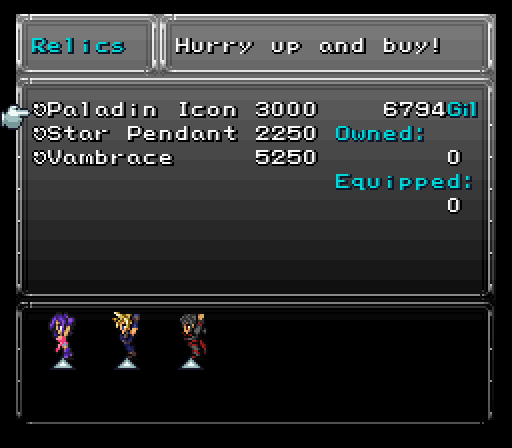 Relics
Hurry up and buy!
Paladin Icon 3000
6794Gil
Star Pendant 2250
Owned:
Vambrace 5250
0
Equipped:
0